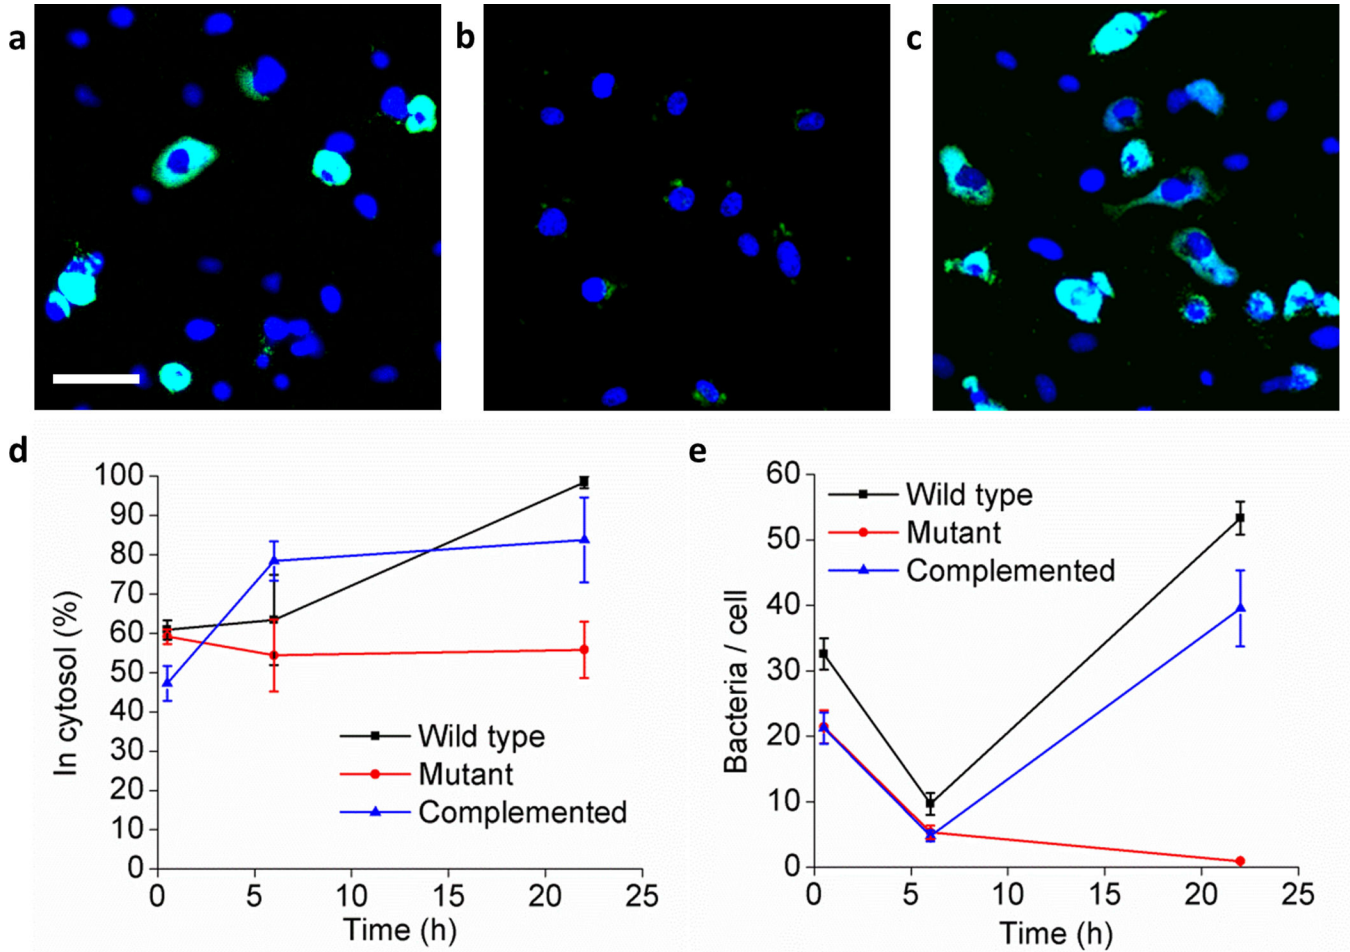 a
b
c
d
100
90
80
70
60
50
40
30
20
10
0
In cytosol (%)
Wild type
Mutant
Complemented
0 5 10 15 20 25
Time (h)
e
60
50
40
30
20
10
0
Bacteria / cell
Wild type
Mutant
Complemented
0 5 10 15 20 25
Time (h)